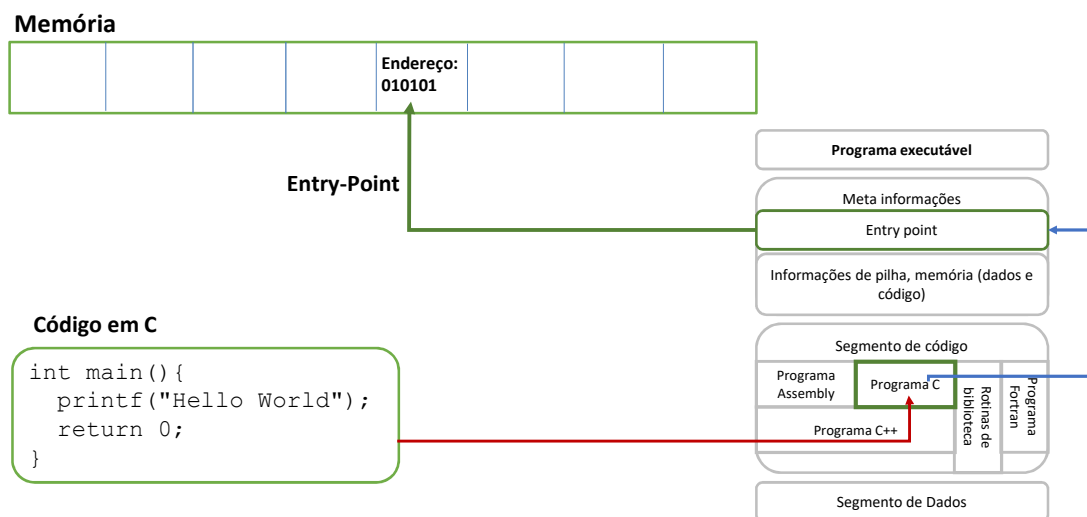 Memória
Endereço:
010101
Programa executável
Entry-Point
Meta informações
Entry point
Informações de pilha, memória (dados e
código)
Código em C
int main(){
  printf("Hello World");
  return 0;
}
Segmento de código
Programa
Assembly
Programa C
Rotinas de
biblioteca
Programa
Fortran
Programa C++
Segmento de Dados